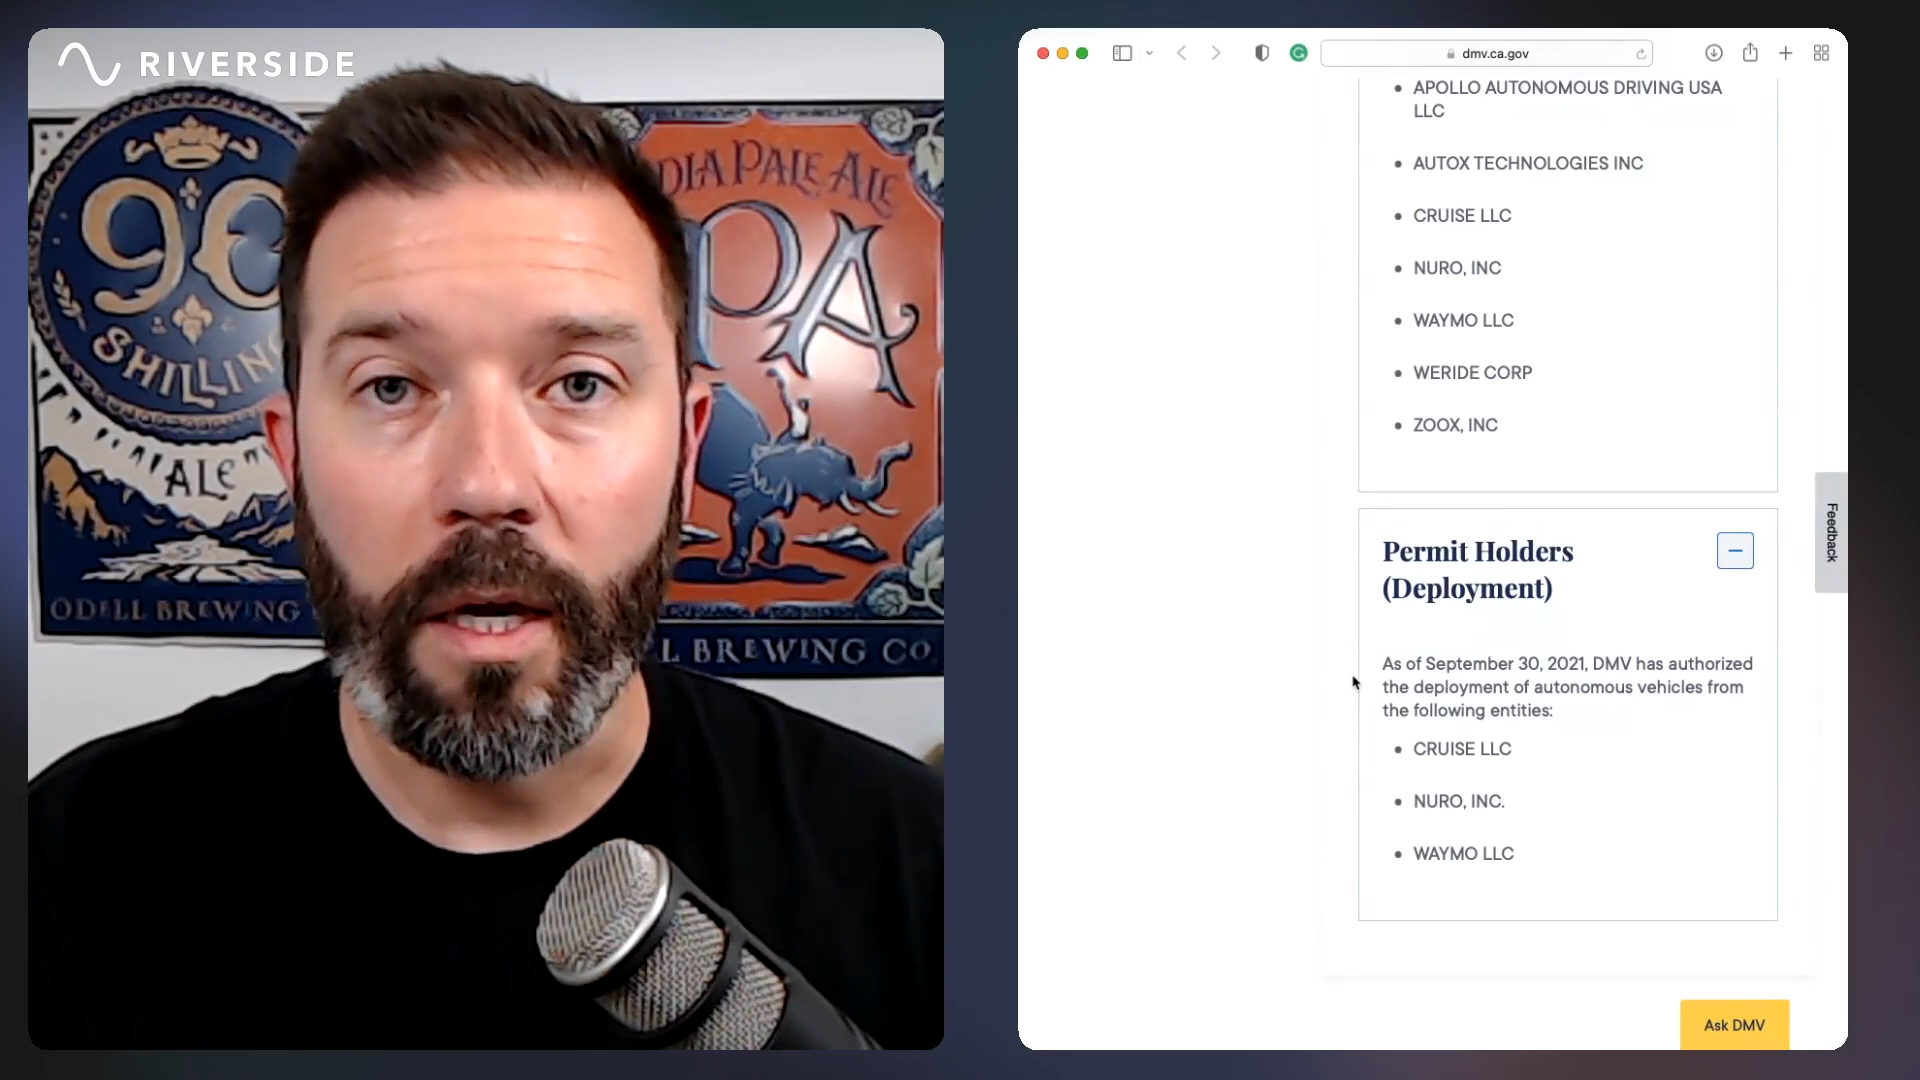 RIVERSIDE
90
SHILLING
ALE
ODELL BREWING
INDIA PALE ALE
IPA
L BREWING CO.
dmv.ca.gov
APOLLO AUTONOMOUS DRIVING USA
LLC
AUTOX TECHNOLOGIES INC
CRUISE LLC
NURO, INC
WAYMO LLC
WERIDE CORP
ZOOX, INC
Feedback
Permit Holders
(Deployment)
As of September 30, 2021, DMV has authorized
the deployment of autonomous vehicles from
the following entities:
CRUISE LLC
NURO, INC.
WAYMO LLC
Ask DMV